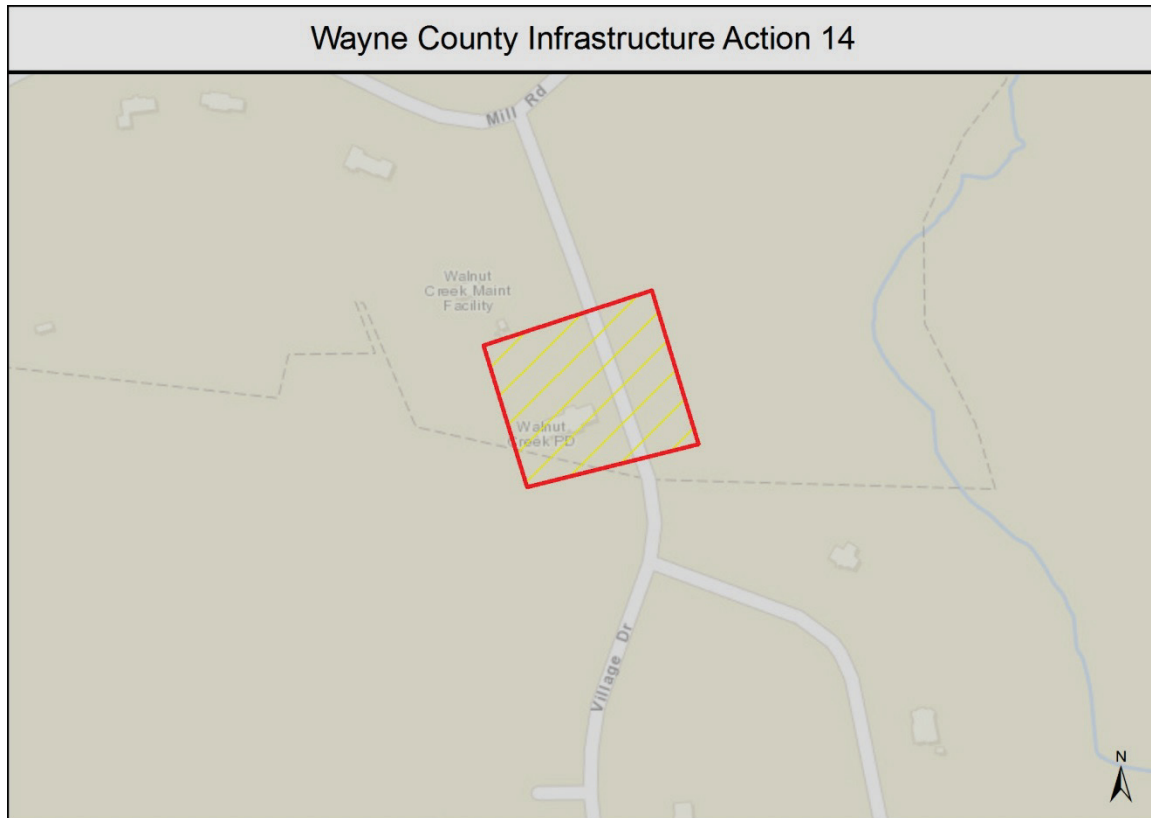 Wayne County Infrastructure Action 14
Mill Rd
Walnut
Creek Maint
Facility
Walnut
Creek PD
Village Dr
N